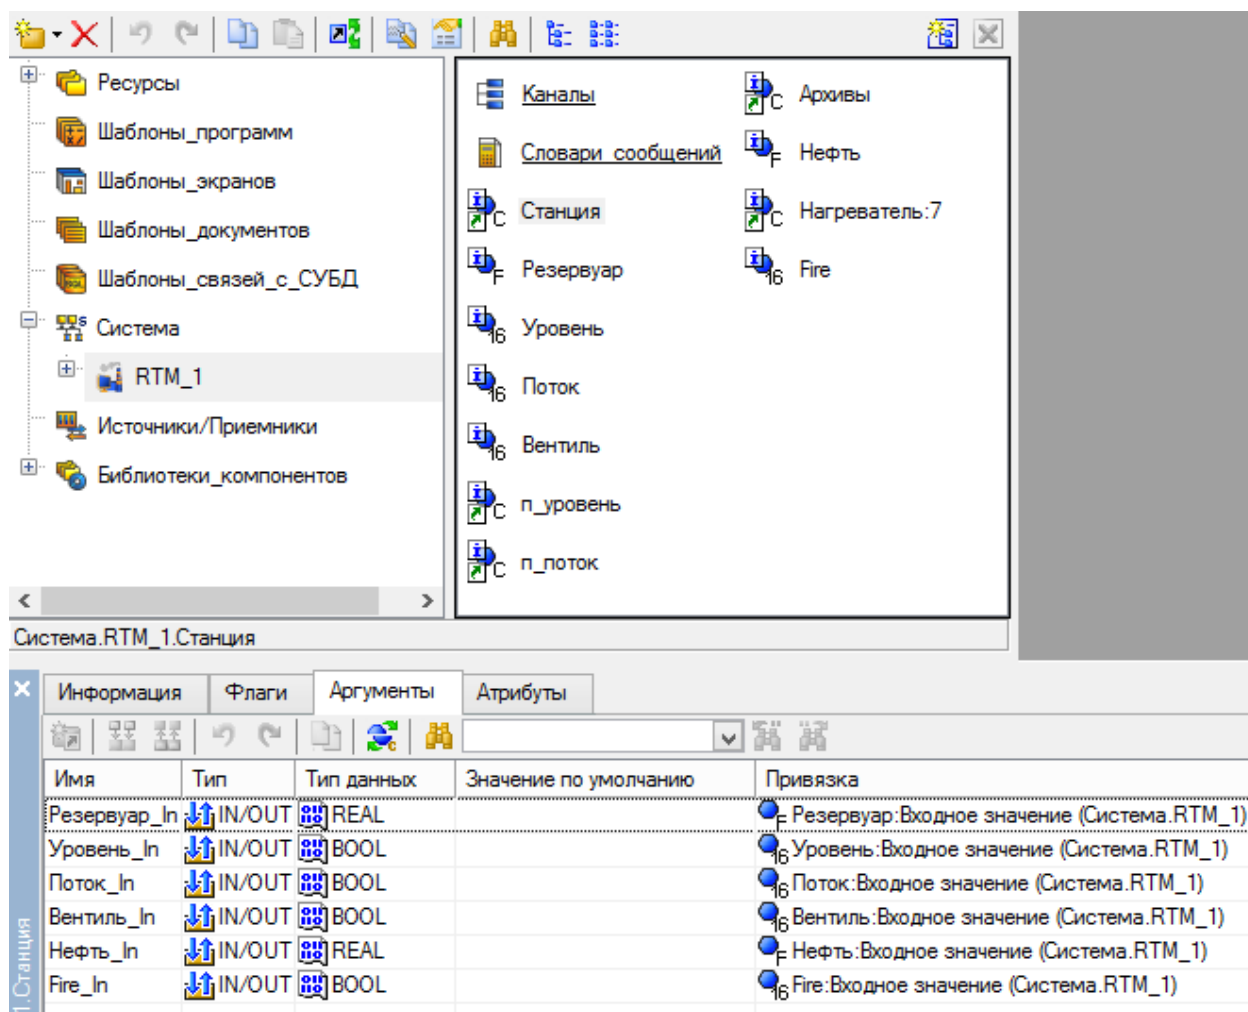 Ресурсы
Шаблоны_программ
Шаблоны_экранов
Шаблоны_документов
Шаблоны_связей_с_СУБД
Система
RTM_1
Источники/Приемники
Библиотеки_компонентов
Каналы
Словари_сообщений
Станция
Резервуар
Уровень
Поток
Вентиль
п_уровень
п_поток
Архивы
Нефть
Нагреватель:7
Fire
Система.RTM_1.Станция
Информация Флаги Аргументы Атрибуты
Имя Тип Тип данных Значение по умолчанию Привязка
Резервуар_In IN/OUT REAL Резервуар:Входное значение (Система.RTM_1)
Уровень_In IN/OUT BOOL Уровень:Входное значение (Система.RTM_1)
Поток_In IN/OUT BOOL Поток:Входное значение (Система.RTM_1)
Вентиль_In IN/OUT BOOL Вентиль:Входное значение (Система.RTM_1)
Нефть_In IN/OUT REAL Нефть:Входное значение (Система.RTM_1)
Fire_In IN/OUT BOOL Fire:Входное значение (Система.RTM_1)
1.Станция